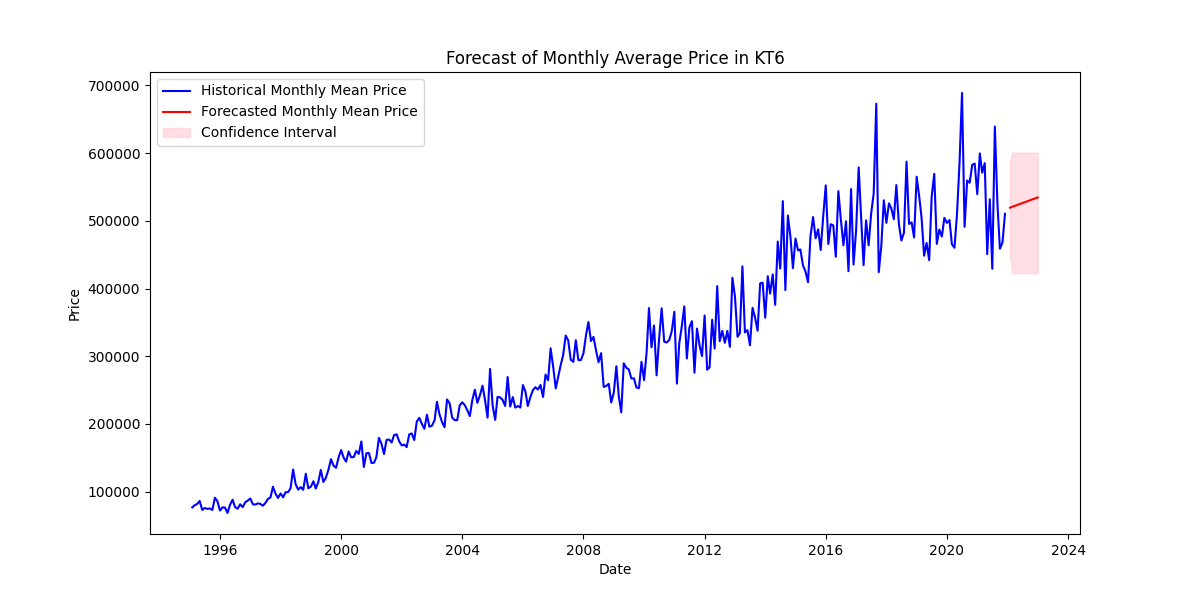 Forecast of Monthly Average Price in KT6
Historical Monthly Mean Price
Forecasted Monthly Mean Price
Confidence Interval
700000
600000
500000
400000
300000
200000
100000
Price
1996 2000 2004 2008 2012 2016 2020 2024
Date